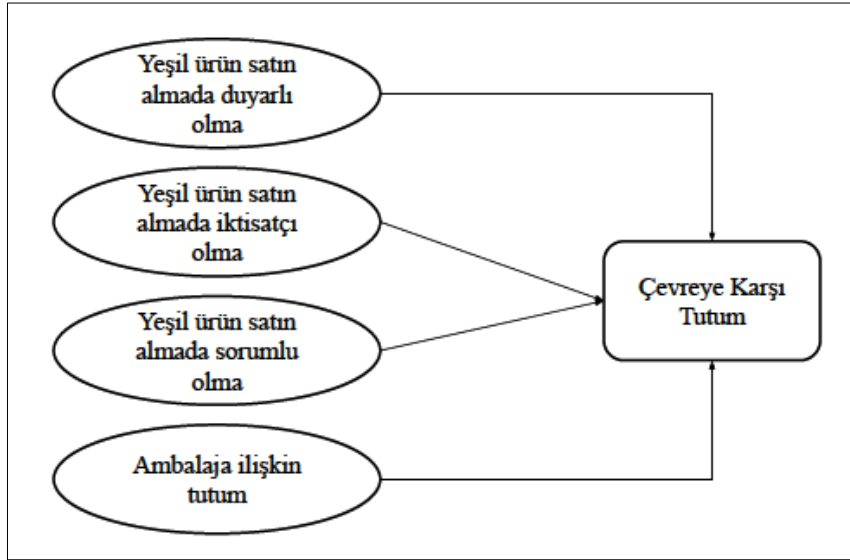 Yeşil ürün satın
almada duyarlı
olma
Yeşil ürün satın
almada iktisatçı
olma
Yeşil ürün satın
almada sorumlu
olma
Ambalaja ilişkin
tutum
Çevreye Karşı
Tutum